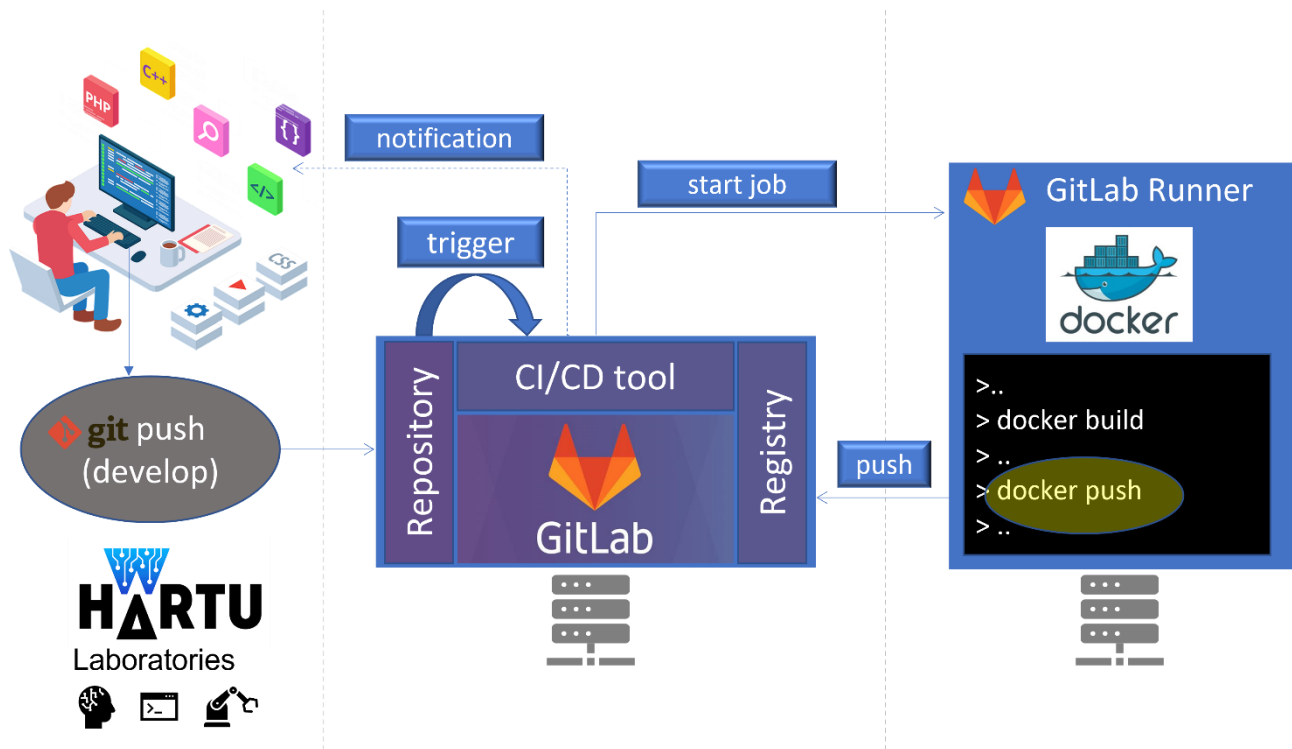 PHP
C++
{}
</>
CSS
git push
(develop)
HARTU
Laboratories
>_
notification
trigger
start job
Repository
CI/CD tool
GitLab
Registry
push
GitLab Runner
docker
>..
> docker build
> ..
> docker push
> ..